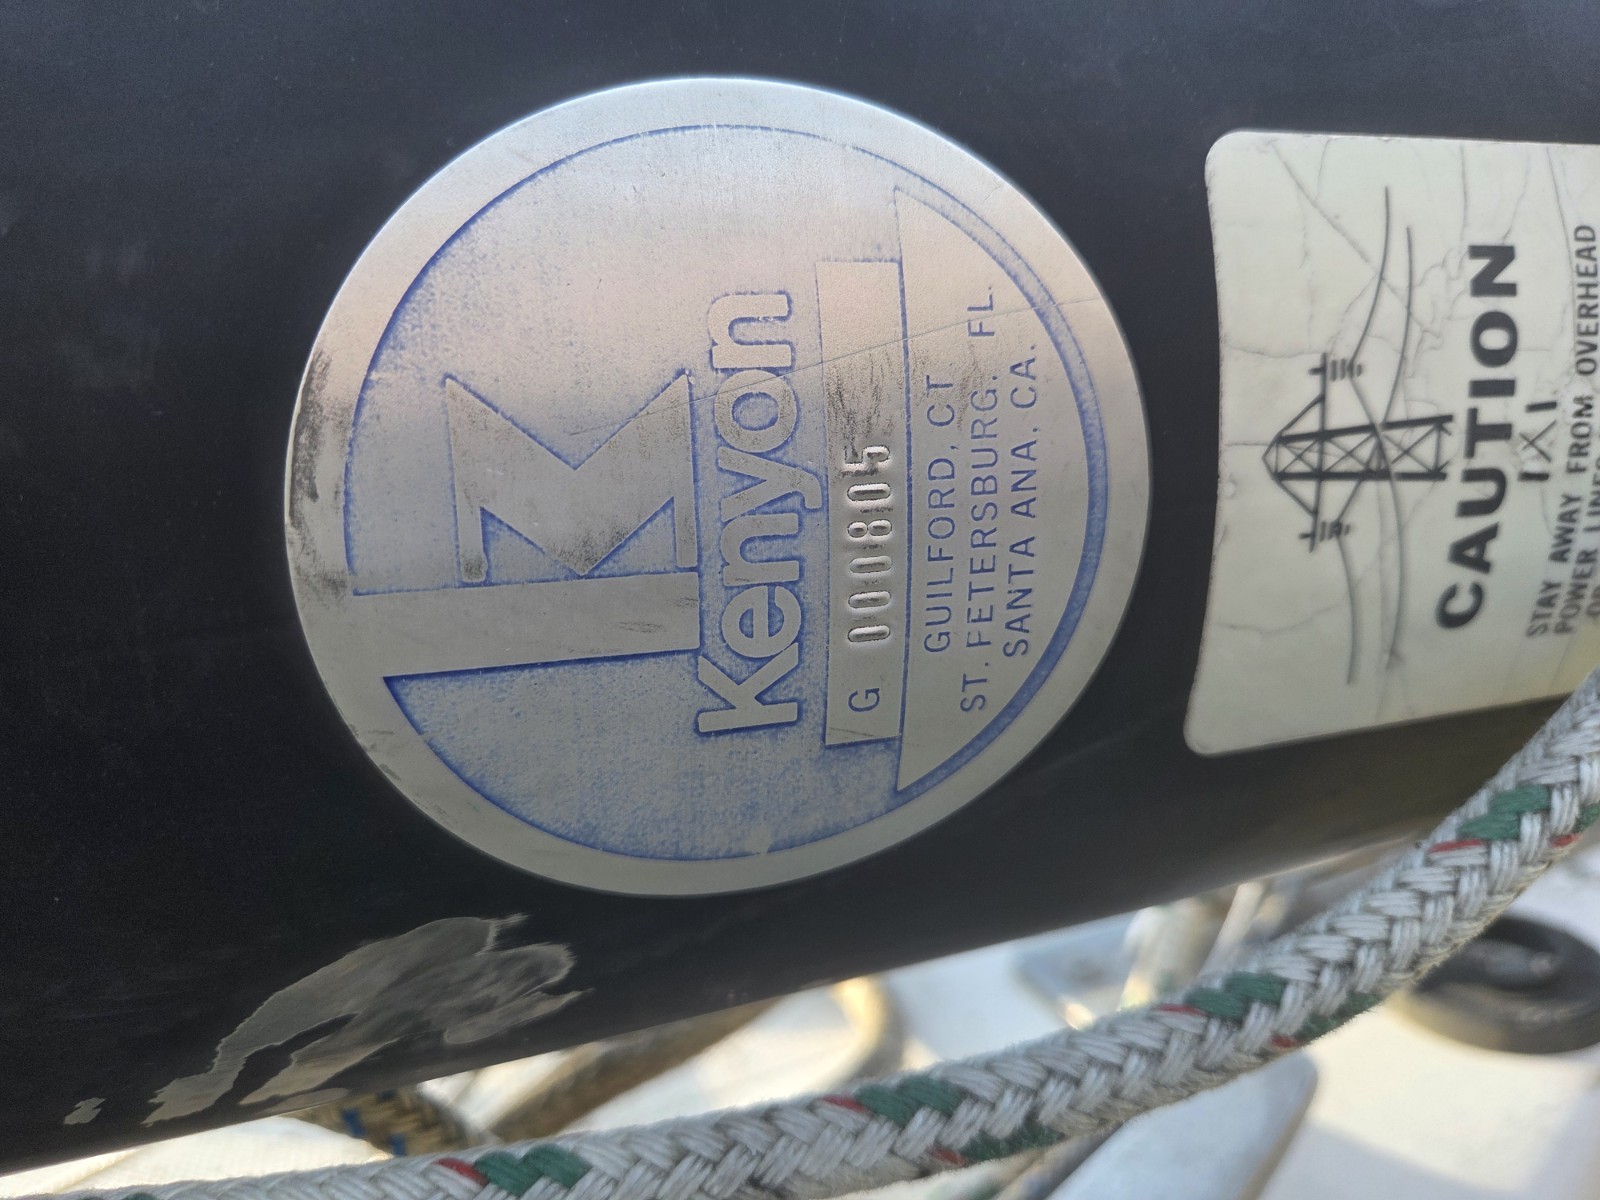 Kenyon
G 000805
GUILFORD, CT
ST. FETERSBURG. FL.
SANTA ANA, CA.
CAUTION
STAY AWAY FROM OVERHEAD
POWER